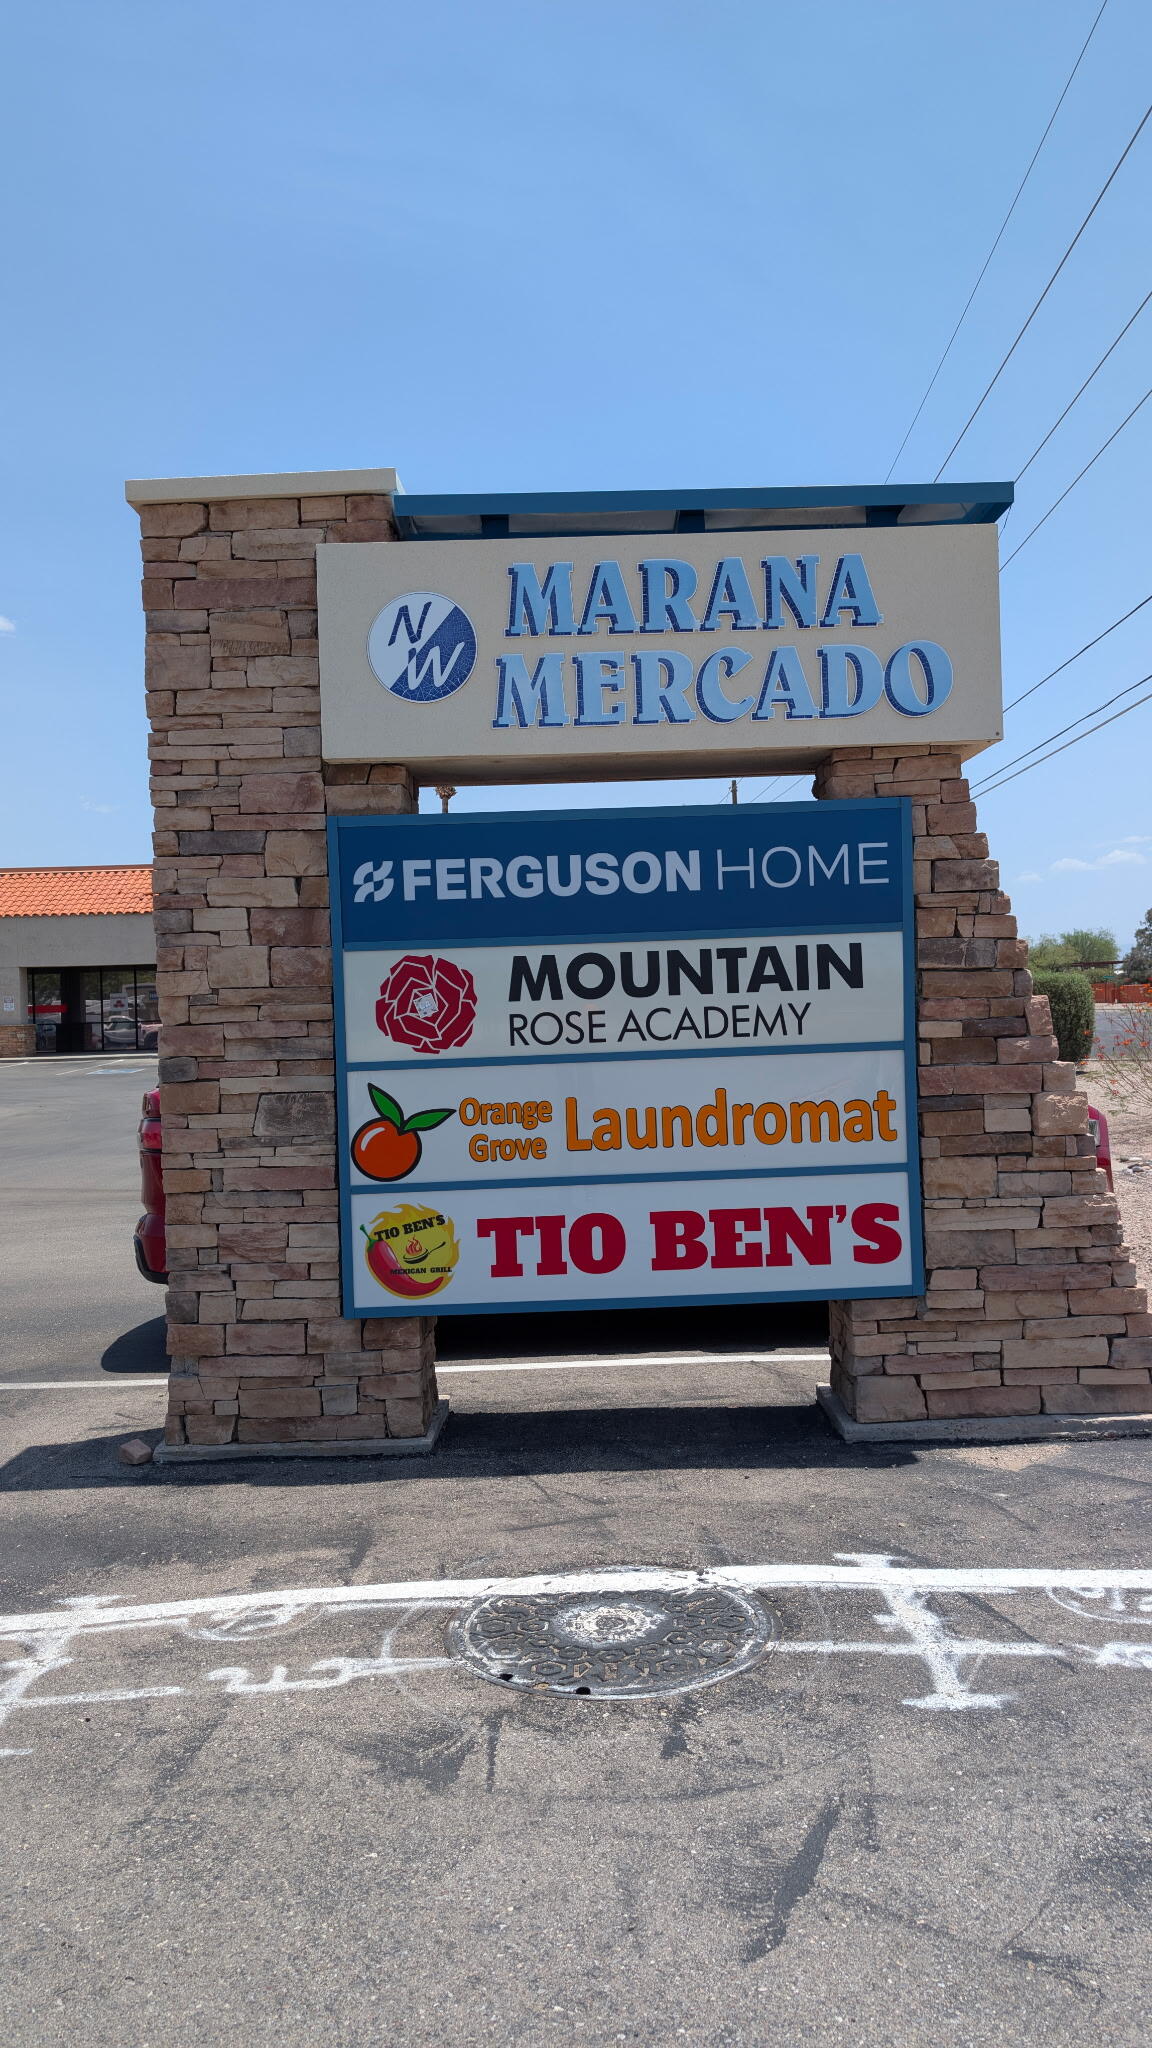 NW
MARANA
MERCADO
FERGUSON HOME
MOUNTAIN
ROSE ACADEMY
Orange
Grove
Laundromat
TIO BEN'S
MEXICAN GRILL
TIO BEN'S